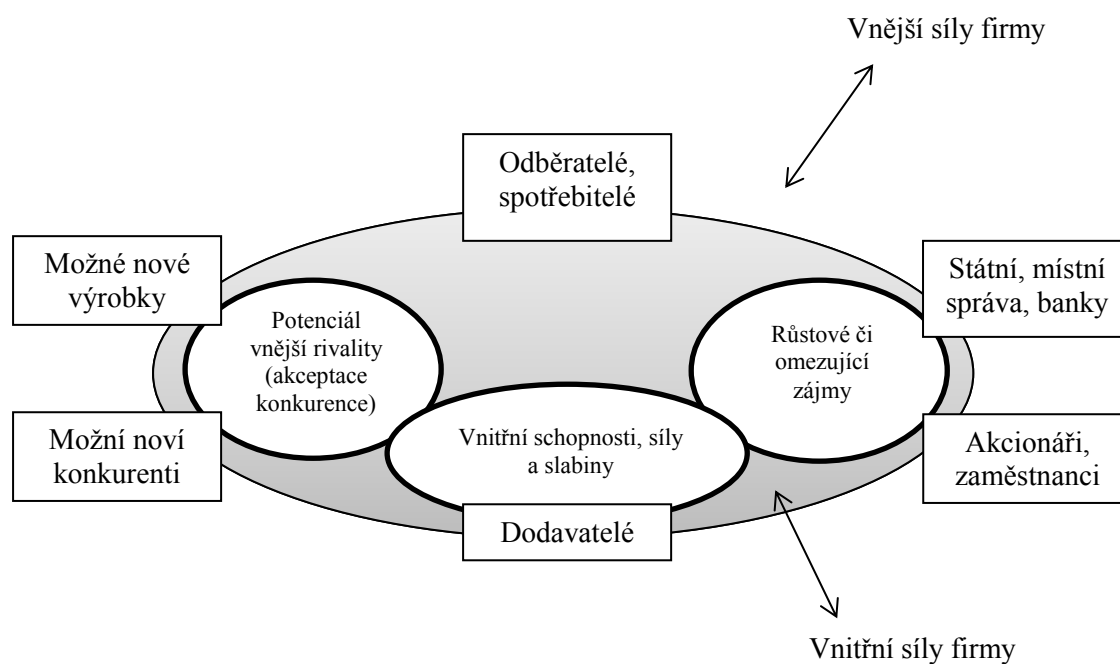 Vnější síly firmy
Odběratelé,
spotřebitelé
Možné nové
výrobky
Státní, místní
správa, banky
Potenciál
vnější rivality
(akceptace
konkurence)
Růstové či
omezující
zájmy
Možní noví
konkurenti
Vnitřní schopnosti, síly
a slabiny
Akcionáři,
zaměstnanci
Dodavatelé
Vnitřní síly firmy